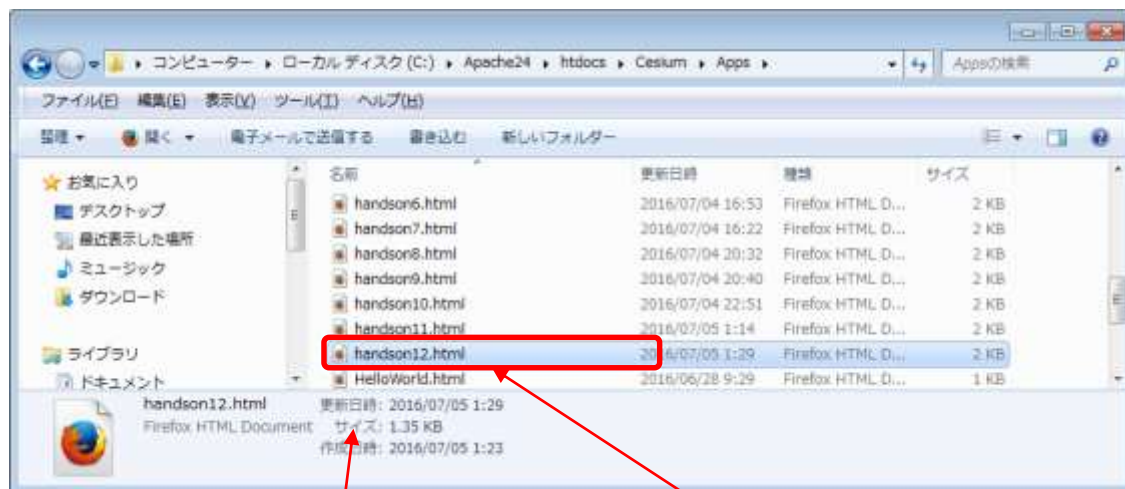 コンピューター ▸ ローカル ディスク (C:) ▸ Apache24 ▸ htdocs ▸ Cesium ▸ Apps ▸ Appsの検索
ファイル(F) 編集(E) 表示(V) ツール(T) ヘルプ(H)
整理 開く 電子メールで送信する 書き込む 新しいフォルダー
名前 更新日時 種類 サイズ
お気に入り
デスクトップ
最近表示した場所
ミュージック
ダウンロード
ライブラリ
ドキュメント
handson6.html 2016/07/04 16:53 Firefox HTML D... 2 KB
handson7.html 2016/07/04 16:22 Firefox HTML D... 2 KB
handson8.html 2016/07/04 20:32 Firefox HTML D... 2 KB
handson9.html 2016/07/04 20:40 Firefox HTML D... 2 KB
handson10.html 2016/07/04 22:51 Firefox HTML D... 2 KB
handson11.html 2016/07/05 1:14 Firefox HTML D... 2 KB
handson12.html 2016/07/05 1:29 Firefox HTML D... 2 KB
HelloWorld.html 2016/06/28 9:29 Firefox HTML D... 1 KB
handson12.html 更新日時: 2016/07/05 1:29
Firefox HTML Document サイズ: 1.35 KB
作成日時: 2016/07/05 1:23